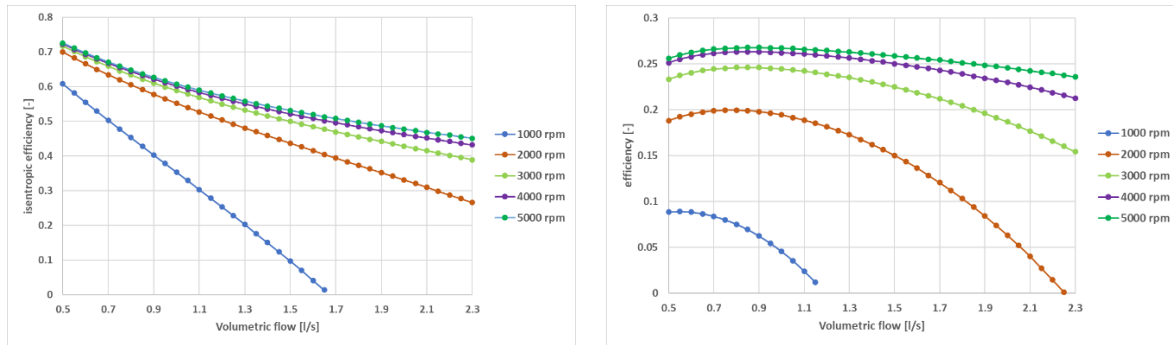 0.8
0.7
0.6
0.5
0.4
0.3
0.2
0.1
0
isentropic efficiency [-]
0.5 0.7 0.9 1.1 1.3 1.5 1.7 1.9 2.1 2.3
Volumetric flow [l/s]
1000 rpm
2000 rpm
3000 rpm
4000 rpm
5000 rpm
0.3
0.25
0.2
0.15
0.1
0.05
0
efficiency [-]
0.5 0.7 0.9 1.1 1.3 1.5 1.7 1.9 2.1 2.3
Volumetric flow [l/s]
1000 rpm
2000 rpm
3000 rpm
4000 rpm
5000 rpm